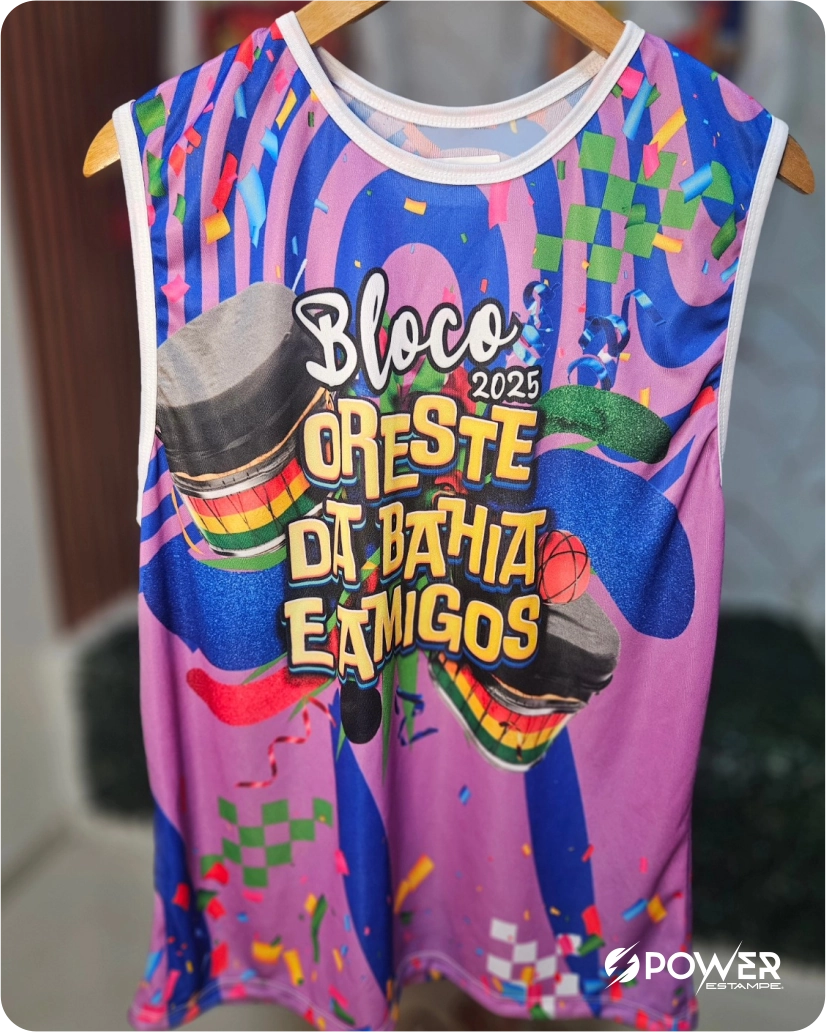 Bloco
2025
ORESTE
DA BAHIA
E AMIGOS
POWER
ESTAMPE